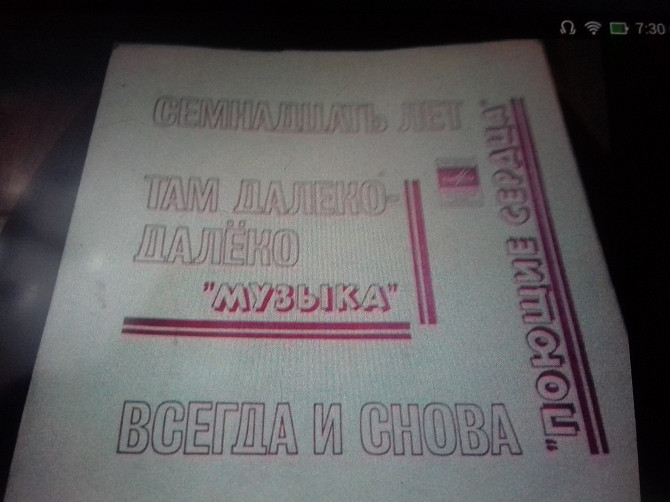 7:30
СЕМНАДЦАТЬ ЛЕТ
ТАМ ДАЛЕКО-
ДАЛЁКО
"МУЗЫКА"
ВСЕГДА И СНОВА
"ПОЮЩИЕ СЕРДЦА"